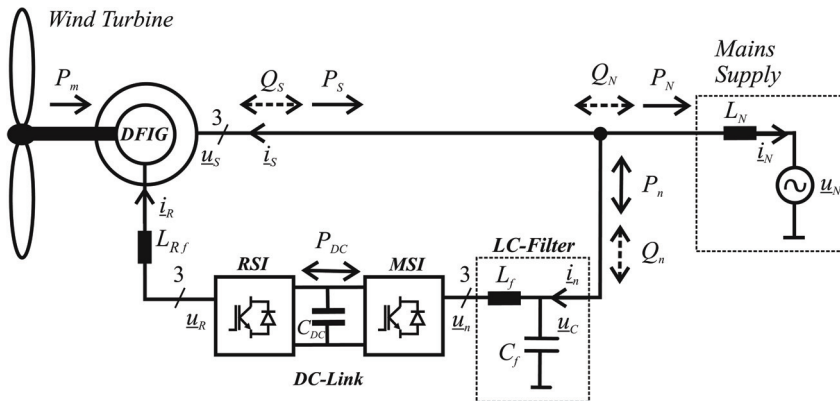 Wind Turbine
P_m
DFIG
3
u_S
Q_S
P_S
i_S
Q_N
P_N
Mains
Supply
L_N
i_N
u_N
P_n
Q_n
i_R
L_Rf
3
u_R
RSI
P_DC
C_DC
DC-Link
MSI
3
u_n
LC-Filter
L_f
i_n
u_C
C_f